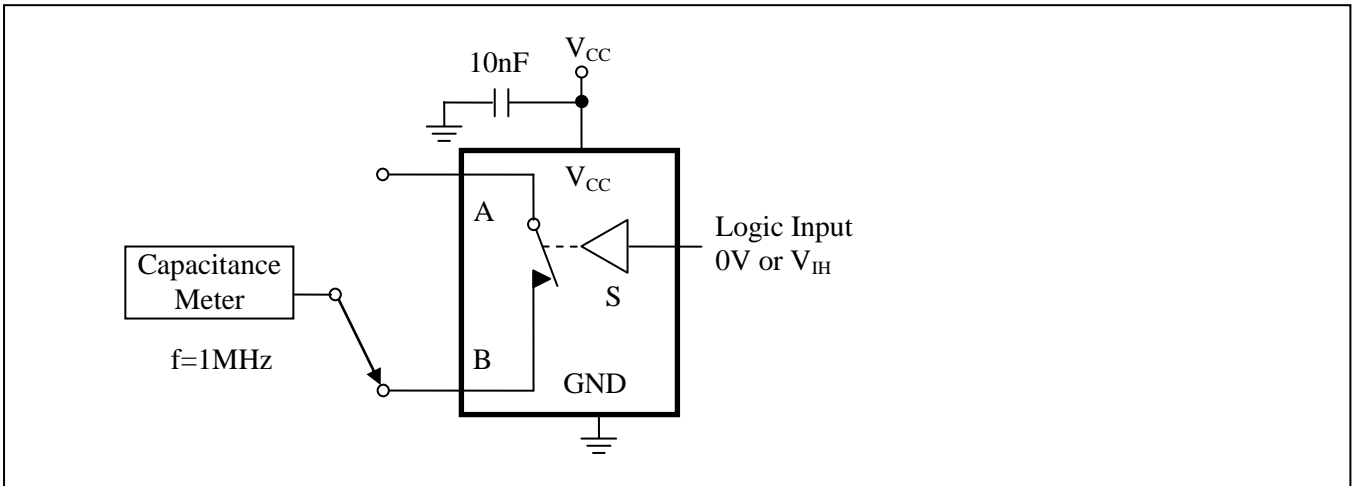 V_CC
10nF
V_CC
A
Logic Input
0V or V_IH
Capacitance
Meter
S
f=1MHz
B
GND